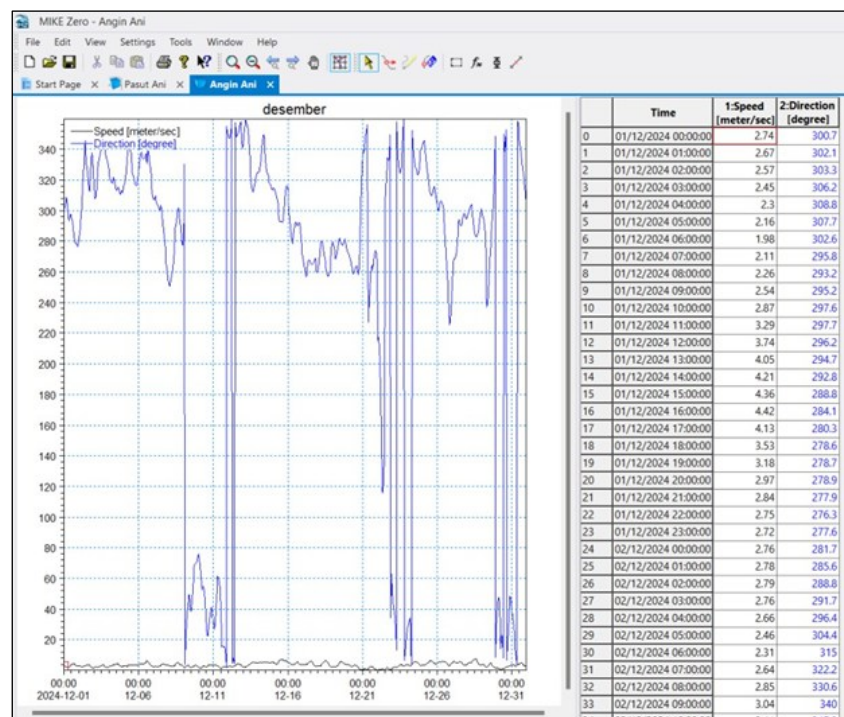 MIKE Zero - Angin Ani
File Edit View Settings Tools Window Help
Start Page Pasut Ani Angin Ani
desember
Speed [meter/sec]
Direction [degree]
340
320
300
280
260
240
220
200
180
160
140
120
100
80
60
40
20
00:00 00:00 00:00 00:00 00:00 00:00 00:00
2024-12-01 12-06 12-11 12-16 12-21 12-26 12-31
Time 1:Speed [meter/sec] 2:Direction [degree]
0 01/12/2024 00:00:00 2.74 300.7
1 01/12/2024 01:00:00 2.67 302.1
2 01/12/2024 02:00:00 2.57 303.3
3 01/12/2024 03:00:00 2.45 306.2
4 01/12/2024 04:00:00 2.3 308.8
5 01/12/2024 05:00:00 2.16 307.7
6 01/12/2024 06:00:00 1.98 302.6
7 01/12/2024 07:00:00 2.11 295.8
8 01/12/2024 08:00:00 2.26 293.2
9 01/12/2024 09:00:00 2.54 295.2
10 01/12/2024 10:00:00 2.87 297.6
11 01/12/2024 11:00:00 3.29 297.7
12 01/12/2024 12:00:00 3.74 296.2
13 01/12/2024 13:00:00 4.05 294.7
14 01/12/2024 14:00:00 4.21 292.8
15 01/12/2024 15:00:00 4.36 288.8
16 01/12/2024 16:00:00 4.42 284.1
17 01/12/2024 17:00:00 4.13 280.3
18 01/12/2024 18:00:00 3.53 278.6
19 01/12/2024 19:00:00 3.18 278.7
20 01/12/2024 20:00:00 2.97 278.9
21 01/12/2024 21:00:00 2.84 277.9
22 01/12/2024 22:00:00 2.75 276.3
23 01/12/2024 23:00:00 2.72 277.6
24 02/12/2024 00:00:00 2.76 281.7
25 02/12/2024 01:00:00 2.78 285.6
26 02/12/2024 02:00:00 2.79 288.8
27 02/12/2024 03:00:00 2.76 291.7
28 02/12/2024 04:00:00 2.66 296.4
29 02/12/2024 05:00:00 2.46 304.4
30 02/12/2024 06:00:00 2.31 315
31 02/12/2024 07:00:00 2.64 322.2
32 02/12/2024 08:00:00 2.85 330.6
33 02/12/2024 09:00:00 3.04 340